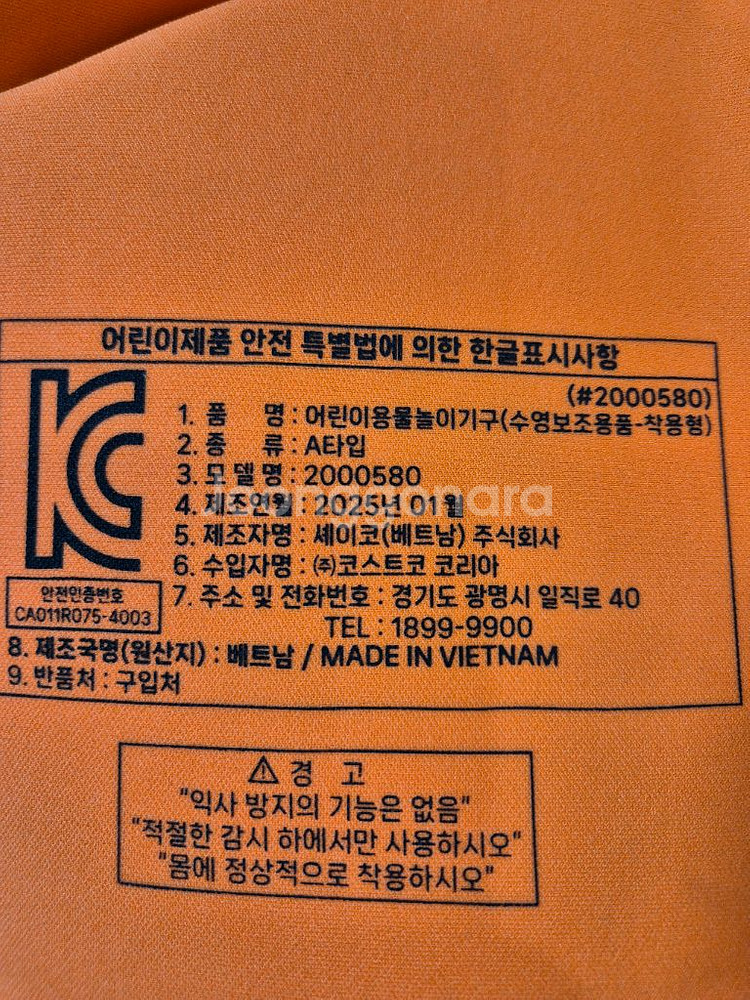 어린이제품 안전 특별법에 의한 한글표시사항
(#2000580)
KC
1. 품 명 : 어린이용물놀이기구(수영보조용품-착용형)
2. 종 류 : A타입
3. 모델명 : 2000580
4. 제조연월 : 2025년 01월
Joonggonara
5. 제조자명 : 세이코(베트남) 주식회사
6. 수입자명 : ㈜코스트코 코리아
안전인증번호
CA011R075-4003
7. 주소 및 전화번호 : 경기도 광명시 일직로 40
TEL : 1899-9900
8. 제조국명(원산지) : 베트남 / MADE IN VIETNAM
9. 반품처 : 구입처
⚠ 경 고
"익사 방지의 기능은 없음"
"적절한 감시 하에서만 사용하시오"
"몸에 정상적으로 착용하시오"